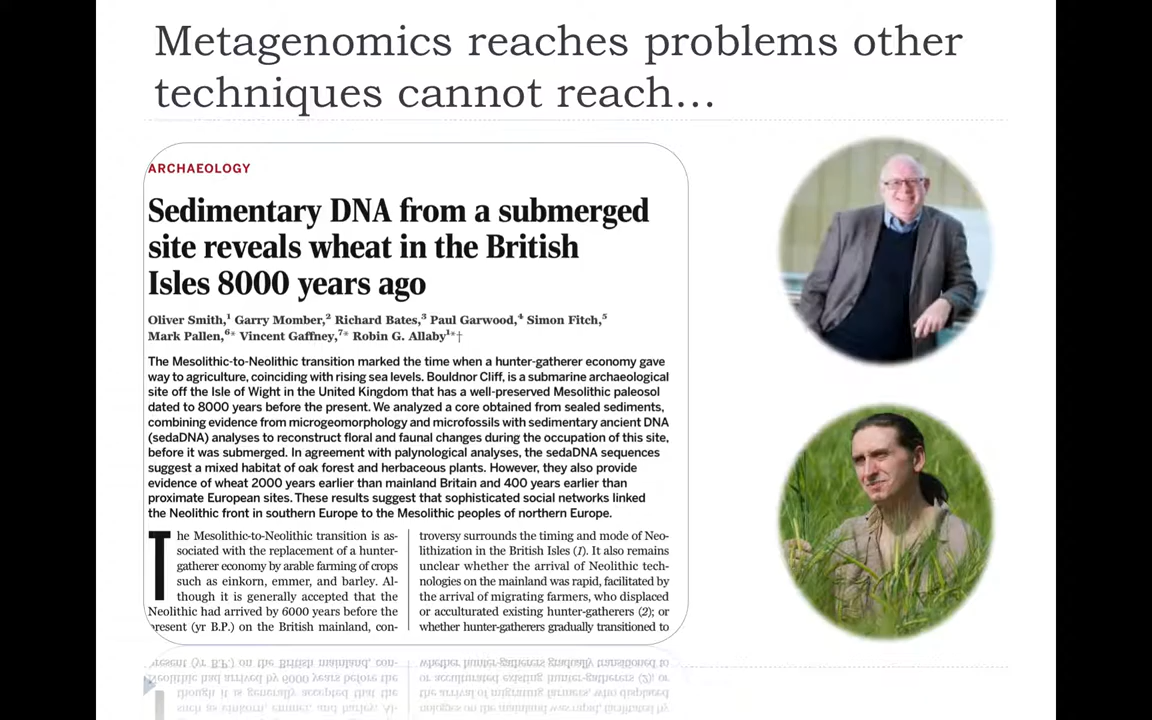 Metagenomics reaches problems other
techniques cannot reach...
ARCHAEOLOGY
Sedimentary DNA from a submerged
site reveals wheat in the British
Isles 8000 years ago
Oliver Smith,¹ Garry Momber,² Richard Bates,³ Paul Garwood,⁴ Simon Fitch,⁵
Mark Pallen,⁶* Vincent Gaffney,⁷* Robin G. Allaby¹*†
The Mesolithic-to-Neolithic transition marked the time when a hunter-gatherer economy gave
way to agriculture, coinciding with rising sea levels. Bouldnor Cliff, is a submarine archaeological
site off the Isle of Wight in the United Kingdom that has a well-preserved Mesolithic paleosol
dated to 8000 years before the present. We analyzed a core obtained from sealed sediments,
combining evidence from microgeomorphology and microfossils with sedimentary ancient DNA
(sedaDNA) analyses to reconstruct floral and faunal changes during the occupation of this site,
before it was submerged. In agreement with palynological analyses, the sedaDNA sequences
suggest a mixed habitat of oak forest and herbaceous plants. However, they also provide
evidence of wheat 2000 years earlier than mainland Britain and 400 years earlier than
proximate European sites. These results suggest that sophisticated social networks linked
the Neolithic front in southern Europe to the Mesolithic peoples of northern Europe.
The Mesolithic-to-Neolithic transition is as-
sociated with the replacement of a hunter-
gatherer economy by arable farming of crops
such as einkorn, emmer, and barley. Al-
though it is generally accepted that the
Neolithic had arrived by 6000 years before the
present (yr B.P.) on the British mainland, con-
troversy surrounds the timing and mode of Neo-
lithization in the British Isles (1). It also remains
unclear whether the arrival of Neolithic tech-
nologies on the mainland was rapid, facilitated by
the arrival of migrating farmers, who displaced
or acculturated existing hunter-gatherers (2); or
whether hunter-gatherers gradually transitioned to